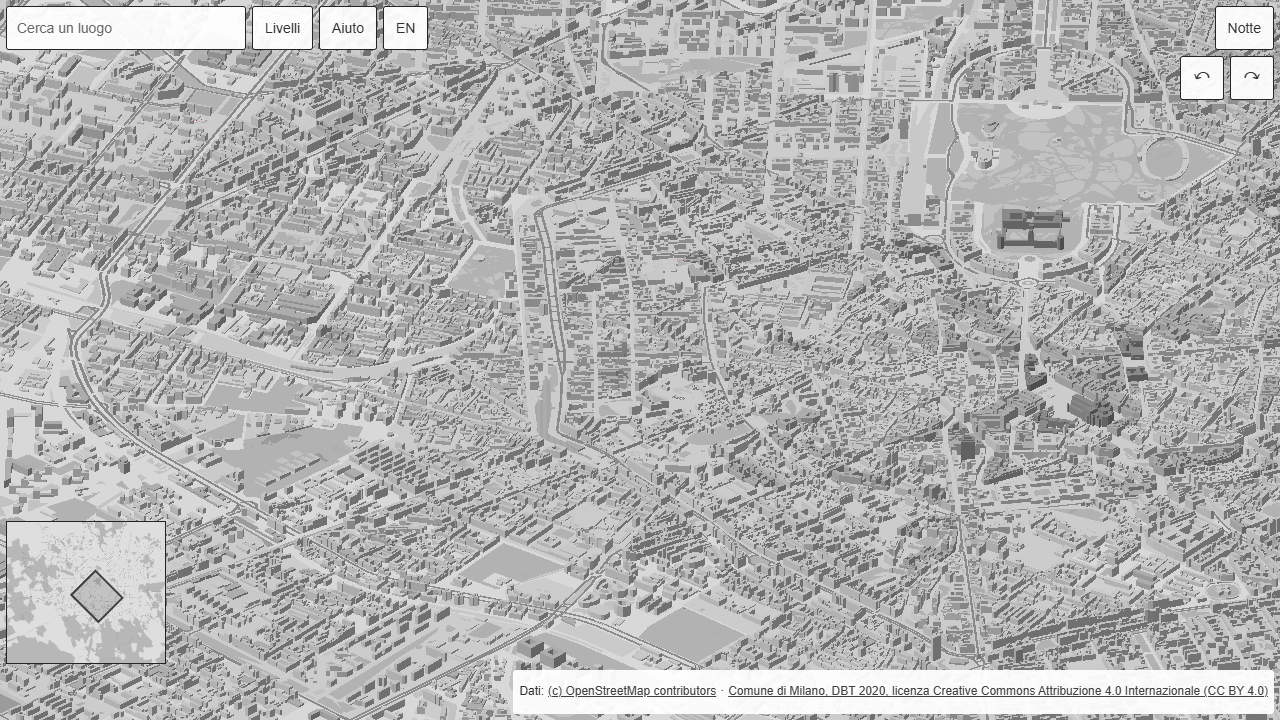 Cerca un luogo
Livelli
Aiuto
EN
Notte
Dati: (c) OpenStreetMap contributors · Comune di Milano, DBT 2020, licenza Creative Commons Attribuzione 4.0 Internazionale (CC BY 4.0)